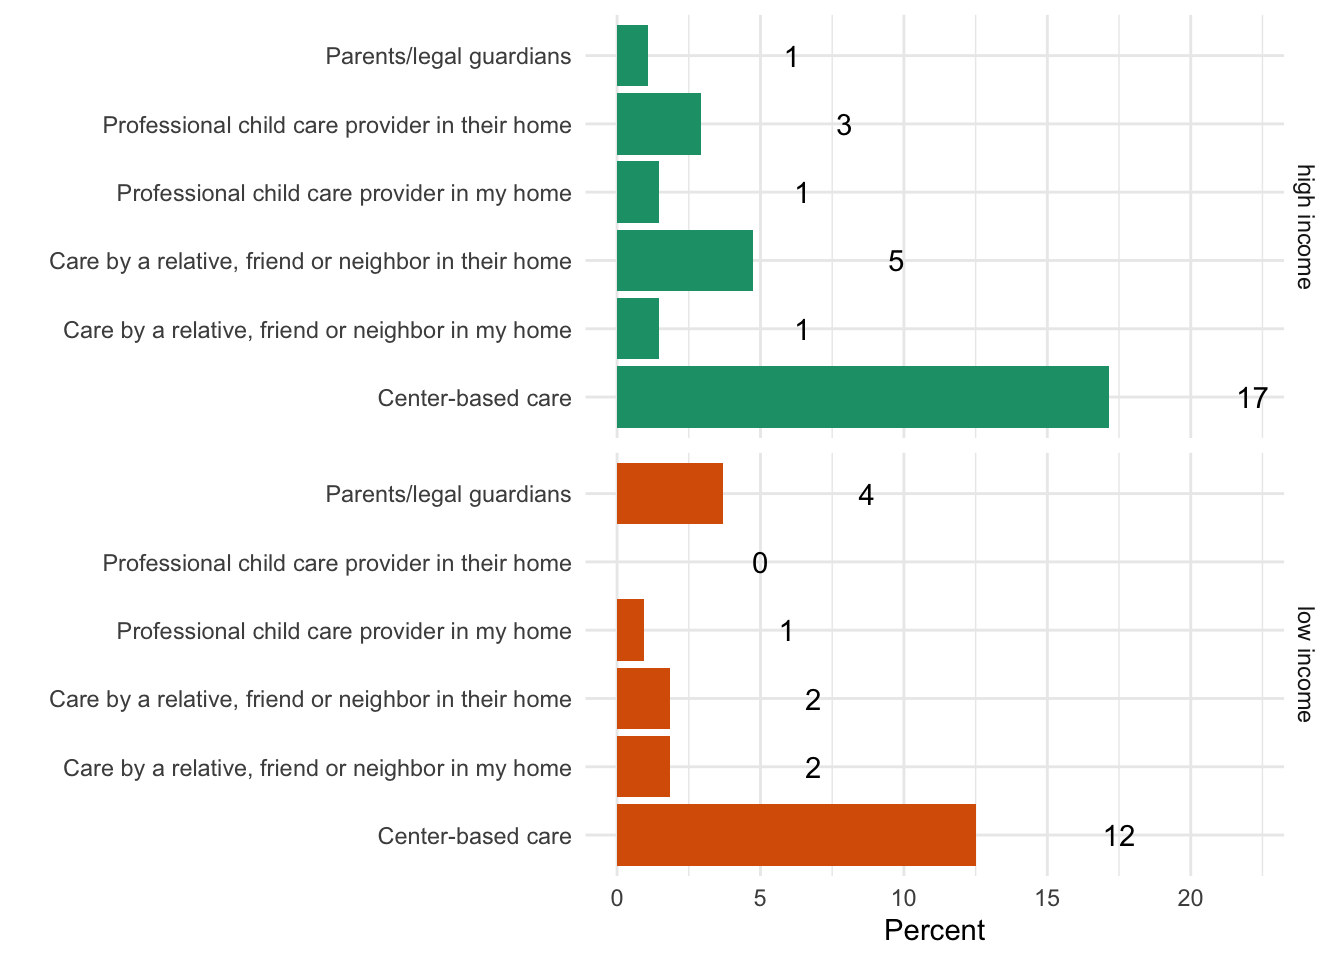 Parents/legal guardians 1
Professional child care provider in their home 3
Professional child care provider in my home 1
Care by a relative, friend or neighbor in their home 5
Care by a relative, friend or neighbor in my home 1
Center-based care 17
high income
Parents/legal guardians 4
Professional child care provider in their home 0
Professional child care provider in my home 1
Care by a relative, friend or neighbor in their home 2
Care by a relative, friend or neighbor in my home 2
Center-based care 12
low income
0 5 10 15 20
Percent